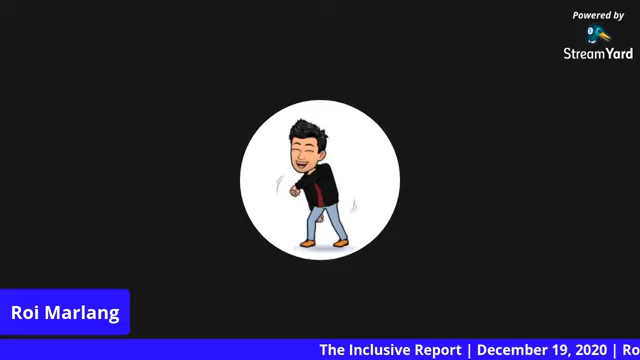 Powered by
StreamYard
Roi Marlang
The Inclusive Report | December 19, 2020 | Ro